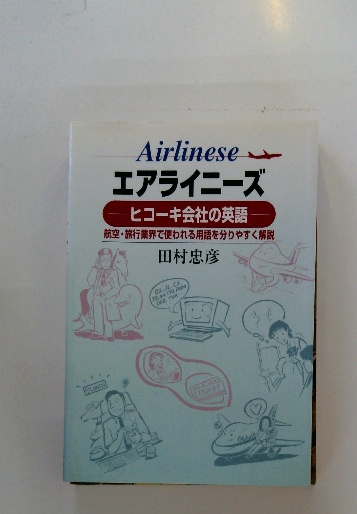 Airlinese
エアライニーズ
ヒコーキ会社の英語
航空・旅行業界で使われる用語を分りやすく解説
田村忠彦